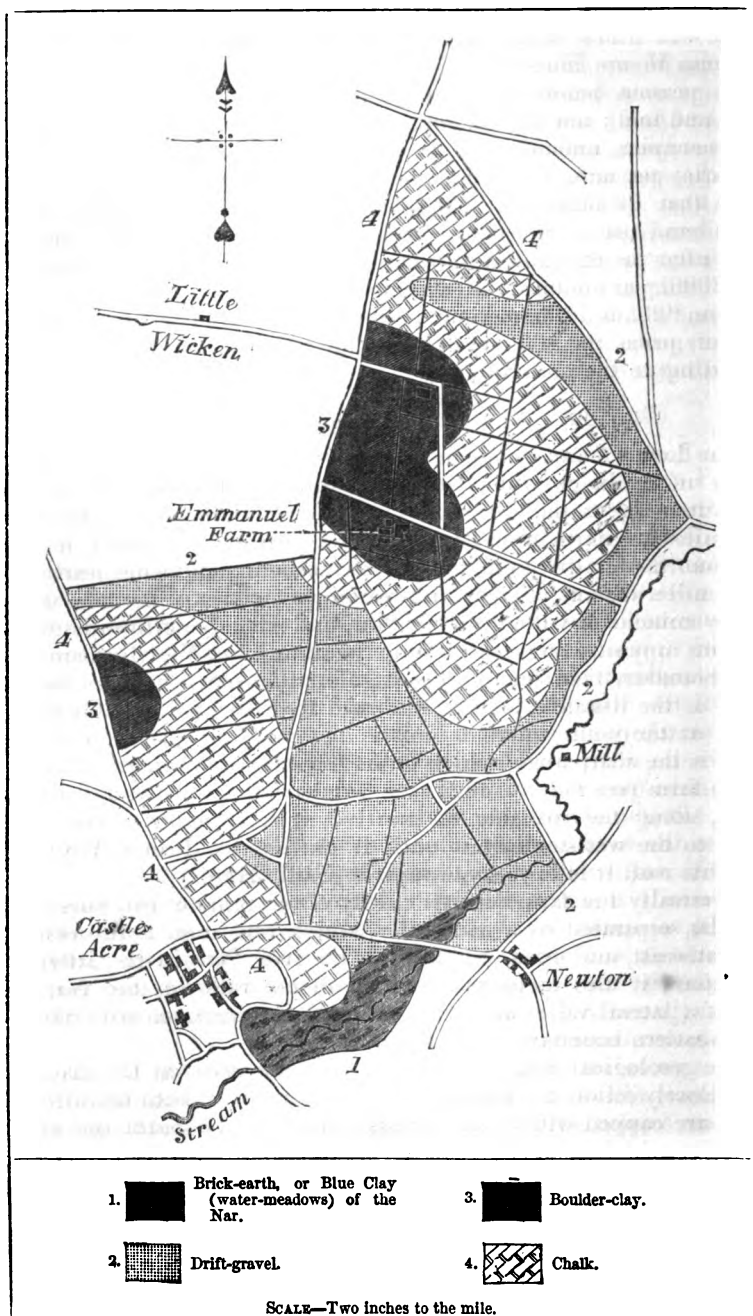 4
4
Little
Wicken
2
3
Emmanuel
Farm
2
4
3
2
Mill
4
2
Castle
Acre
4
Newton
1
Stream
1. Brick-earth, or Blue Clay
(water-meadows) of the
Nar.
3. Boulder-clay.
2. Drift-gravel.
4. Chalk.
SCALE—Two inches to the mile.